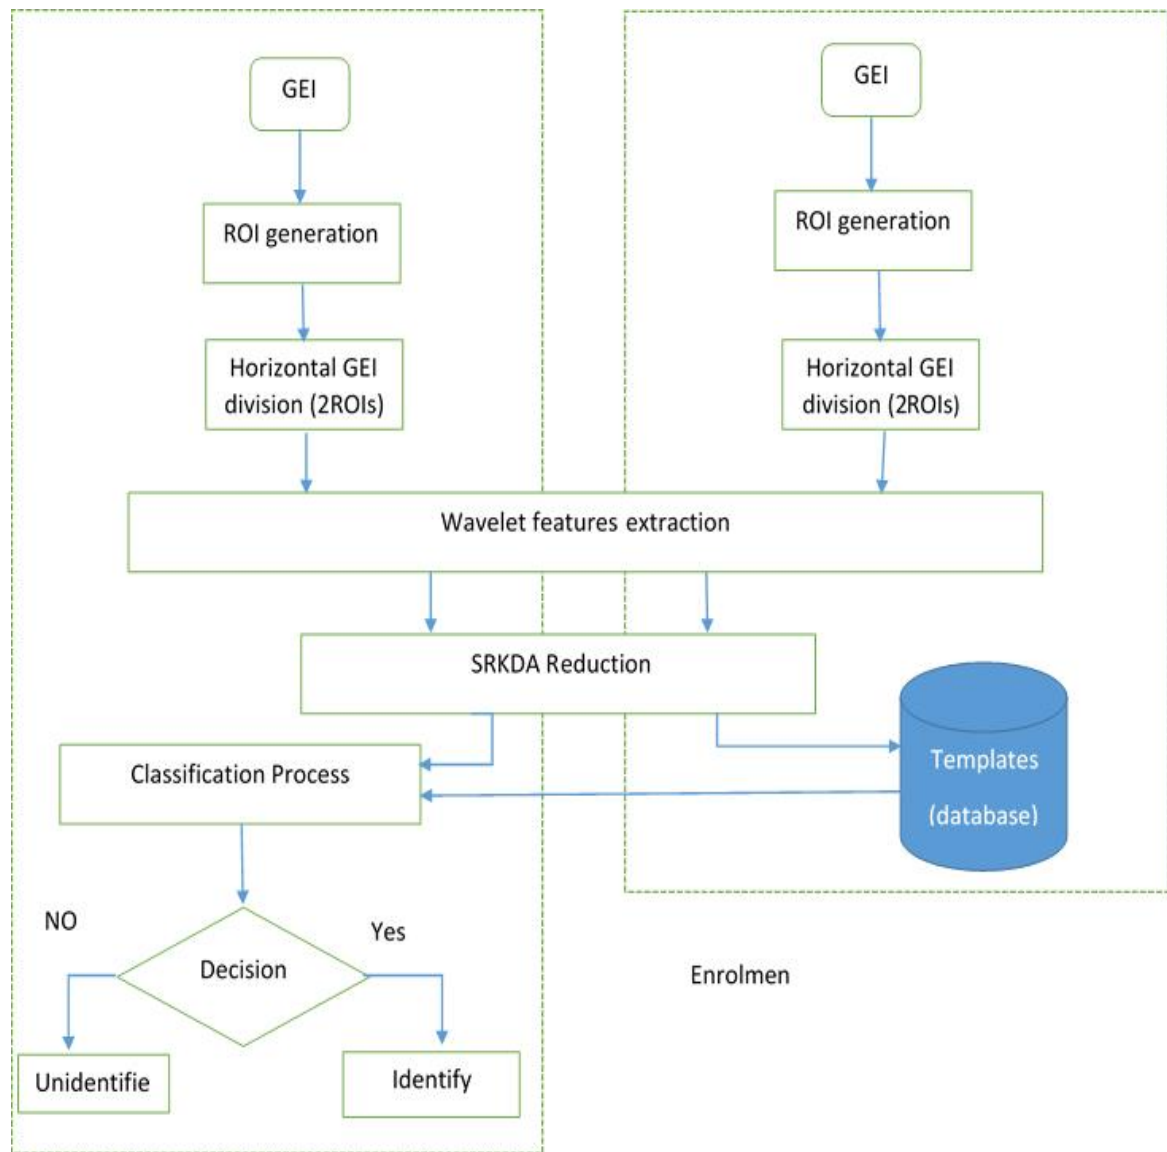 GEI
ROI generation
Horizontal GEI
division (2ROIs)
GEI
ROI generation
Horizontal GEI
division (2ROIs)
Wavelet features extraction
SRKDA Reduction
Classification Process
Templates
(database)
NO
Yes
Decision
Unidentifie
Identify
Enrolmen